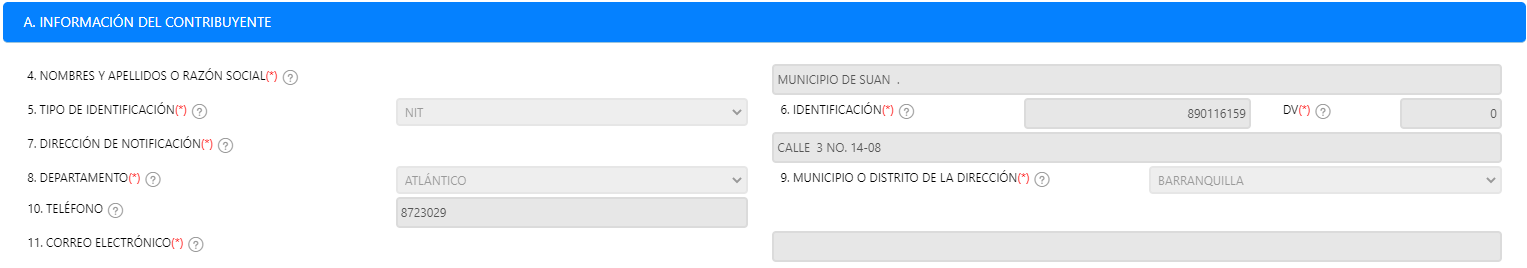 A. INFORMACIÓN DEL CONTRIBUYENTE
4. NOMBRES Y APELLIDOS O RAZÓN SOCIAL(*) ?
MUNICIPIO DE SUAN .
5. TIPO DE IDENTIFICACIÓN(*) ? NIT 6. IDENTIFICACIÓN(*) ? 890116159 DV(*) ? 0
7. DIRECCIÓN DE NOTIFICACIÓN(*) ? CALLE 3 NO. 14-08
8. DEPARTAMENTO(*) ? ATLÁNTICO 9. MUNICIPIO O DISTRITO DE LA DIRECCIÓN(*) ? BARRANQUILLA
10. TELÉFONO ? 8723029
11. CORREO ELECTRÓNICO(*) ?